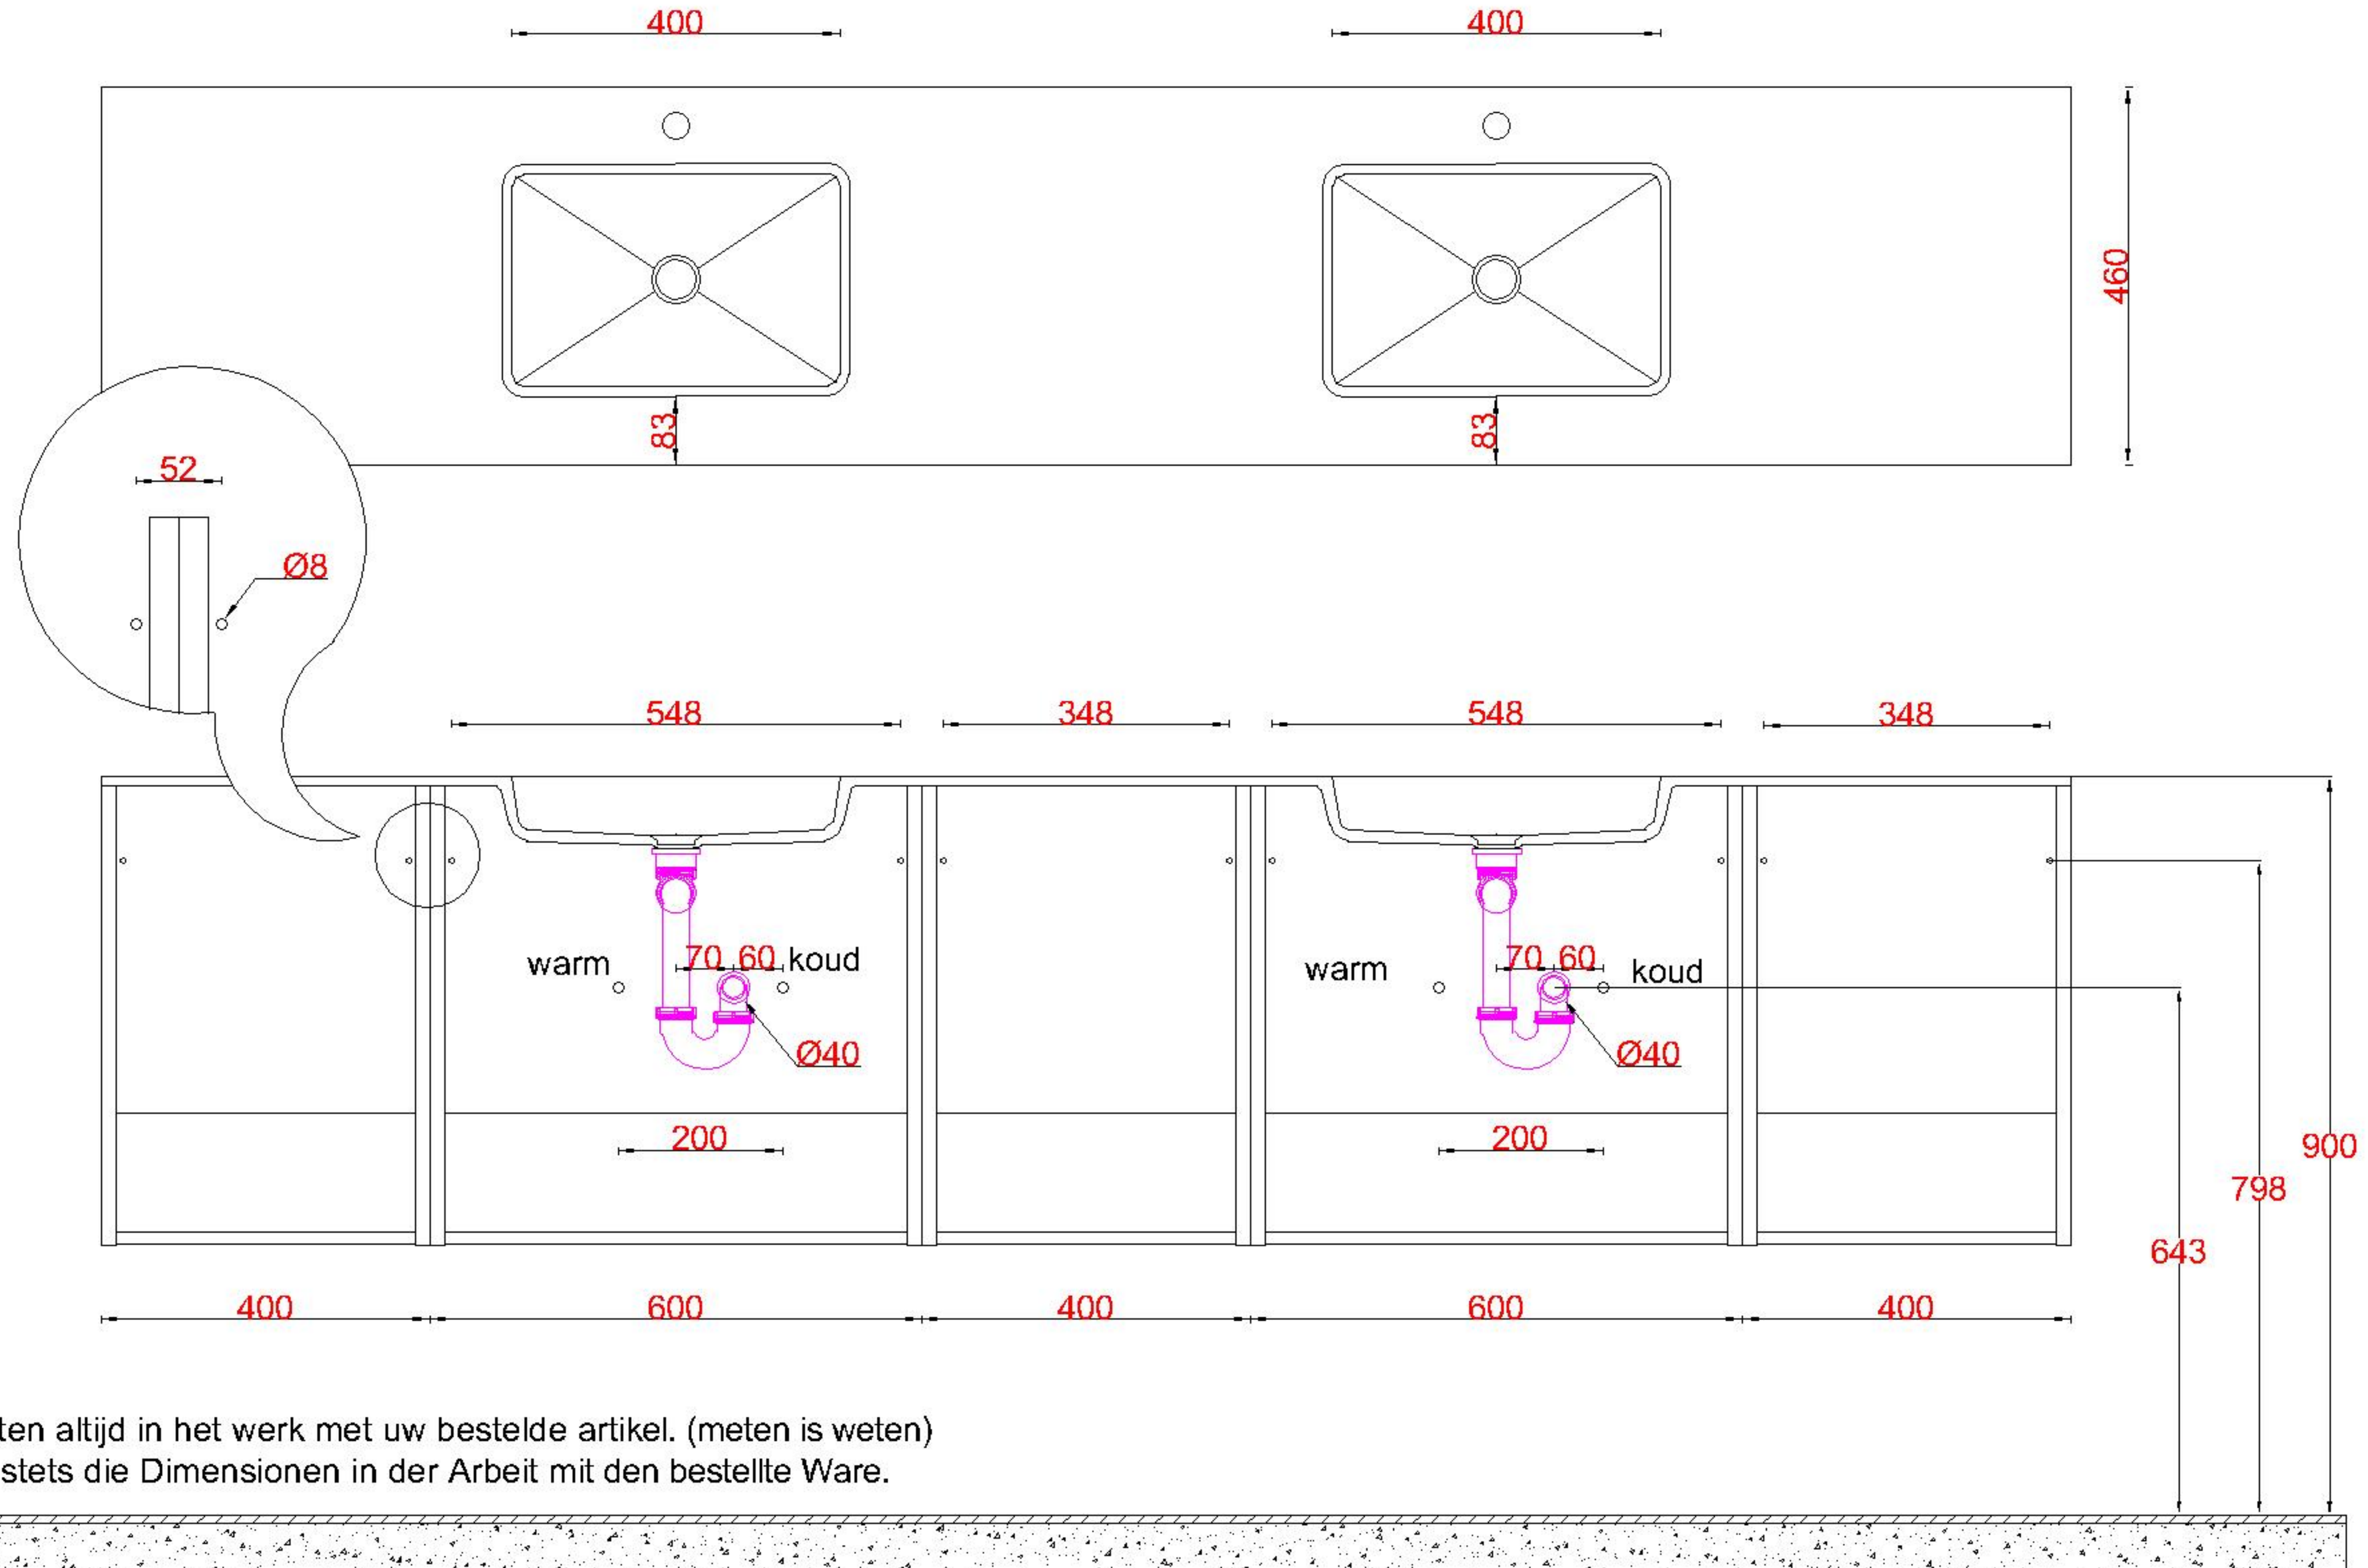 400 400
460
83 83
52
Ø8
548 348 548 348
warm 70 60 koud warm 70 60 koud
Ø40 Ø40
200 200
900
798
643
400 600 400 600 400
ten altijd in het werk met uw bestelde artikel. (meten is weten)
stets die Dimensionen in der Arbeit mit den bestellte Ware.